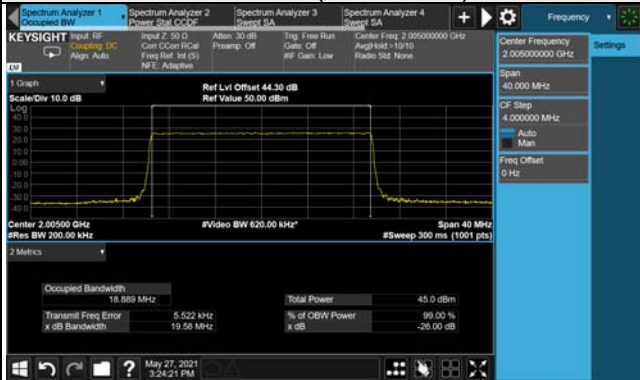 Spectrum Analyzer 1
Occupied BW
Spectrum Analyzer 2
Power Stat CCDF
Spectrum Analyzer 3
Swept SA
Spectrum Analyzer 4
Swept SA
Frequency
KEYSIGHT
Input: RF
Coupling: DC
Align: Auto
Input Z: 50 Ω
Corr CCorr RCal
Freq Ref: Int (S)
NFE: Adaptive
Atten: 30 dB
Preamp: Off
Trig: Free Run
Gate: Off
#IF Gain: Low
Center Freq: 2.005000000 GHz
Avg|Hold:>10/10
Radio Std: None
LXI
Center Frequency
2.005000000 GHz
Settings
Span
40.000 MHz
CF Step
4.000000 MHz
Auto
Man
Freq Offset
0 Hz
1 Graph
Scale/Div 10.0 dB
Ref Lvl Offset 44.30 dB
Ref Value 50.00 dBm
Log
40.0
30.0
20.0
10.0
0.00
-10.0
-20.0
-30.0
-40.0
Center 2.00500 GHz
#Res BW 200.00 kHz
#Video BW 620.00 kHz*
Span 40 MHz
#Sweep 300 ms (1001 pts)
2 Metrics
Occupied Bandwidth
18.889 MHz
Total Power
45.0 dBm
Transmit Freq Error
5.522 kHz
% of OBW Power
99.00 %
x dB Bandwidth
19.58 MHz
x dB
-26.00 dB
?
May 27, 2021
3:24:21 PM